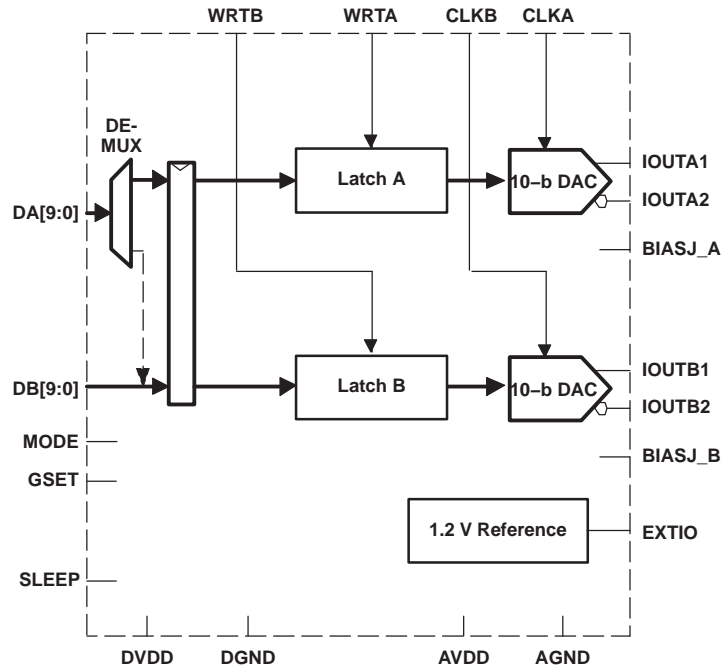 WRTB
WRTA
CLKB
CLKA
DE-
MUX
DA[9:0]
Latch A
10–b DAC
IOUTA1
IOUTA2
BIASJ_A
DB[9:0]
Latch B
10–b DAC
IOUTB1
IOUTB2
BIASJ_B
MODE
GSET
1.2 V Reference
EXTIO
SLEEP
DVDD
DGND
AVDD
AGND